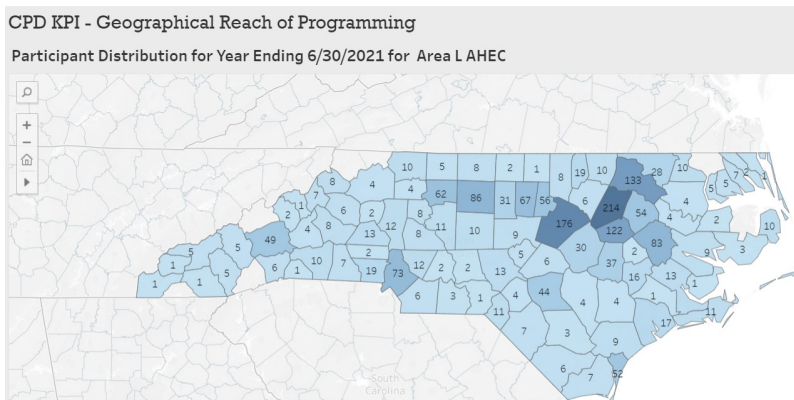 CPD KPI - Geographical Reach of Programming
Participant Distribution for Year Ending 6/30/2021 for Area L AHEC
10 5 8 2 1 8 19 10 133 28 10 5 5 7 2 1
8 4 4 62 86 31 67 56 6 214 54 4 4
7 1 2 6 2 8 176 122 2 10
49 4 8 13 12 8 11 10 9 30 83 9 3
5 5 2 5 6 37 2
1 6 1 10 7 19 73 12 2 2 13 16 13 1
1 1 5 6 3 1 11 4 44 4 4 1 11
7 3 9 17
6 7 52
South
Carolina